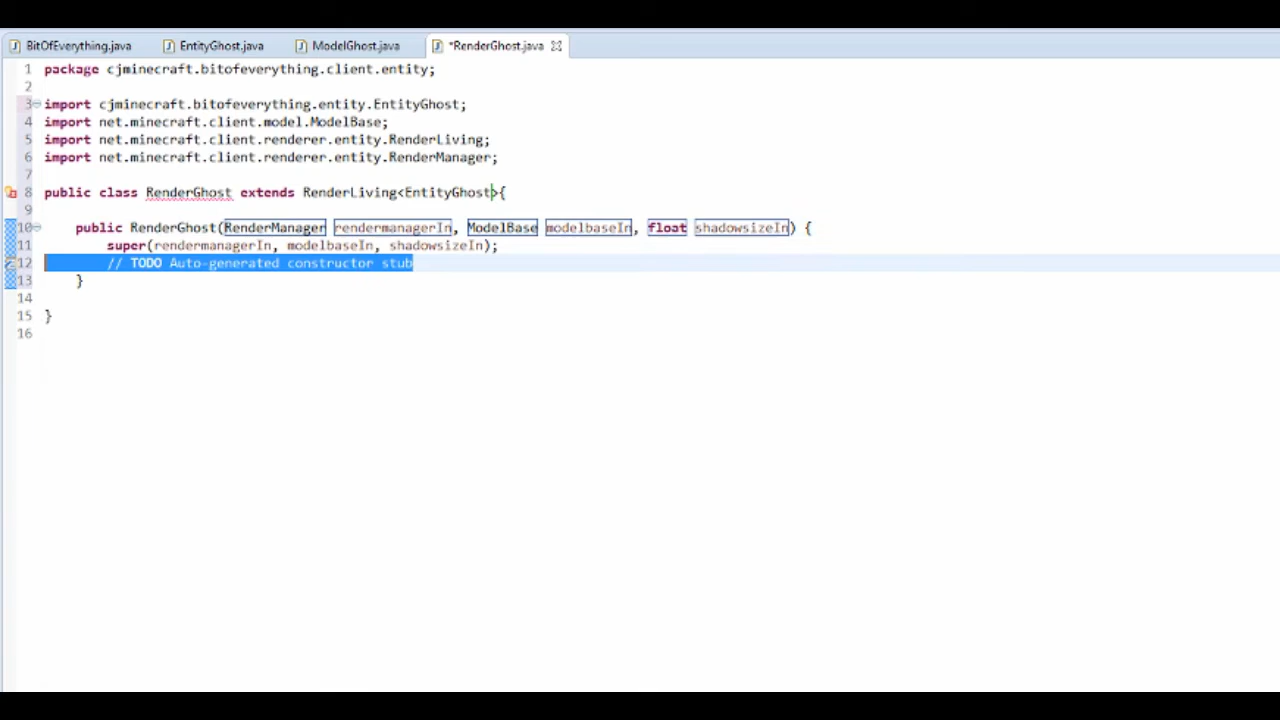 BitOfEverything.java EntityGhost.java ModelGhost.java *RenderGhost.java
1 package cjminecraft.bitofeverything.client.entity;
2
3 import cjminecraft.bitofeverything.entity.EntityGhost;
4 import net.minecraft.client.model.ModelBase;
5 import net.minecraft.client.renderer.entity.RenderLiving;
6 import net.minecraft.client.renderer.entity.RenderManager;
7
8 public class RenderGhost extends RenderLiving<EntityGhost>{
9
10 public RenderGhost(RenderManager rendermanagerIn, ModelBase modelbaseIn, float shadowsizeIn) {
11 super(rendermanagerIn, modelbaseIn, shadowsizeIn);
12 // TODO Auto-generated constructor stub
13 }
14
15 }
16